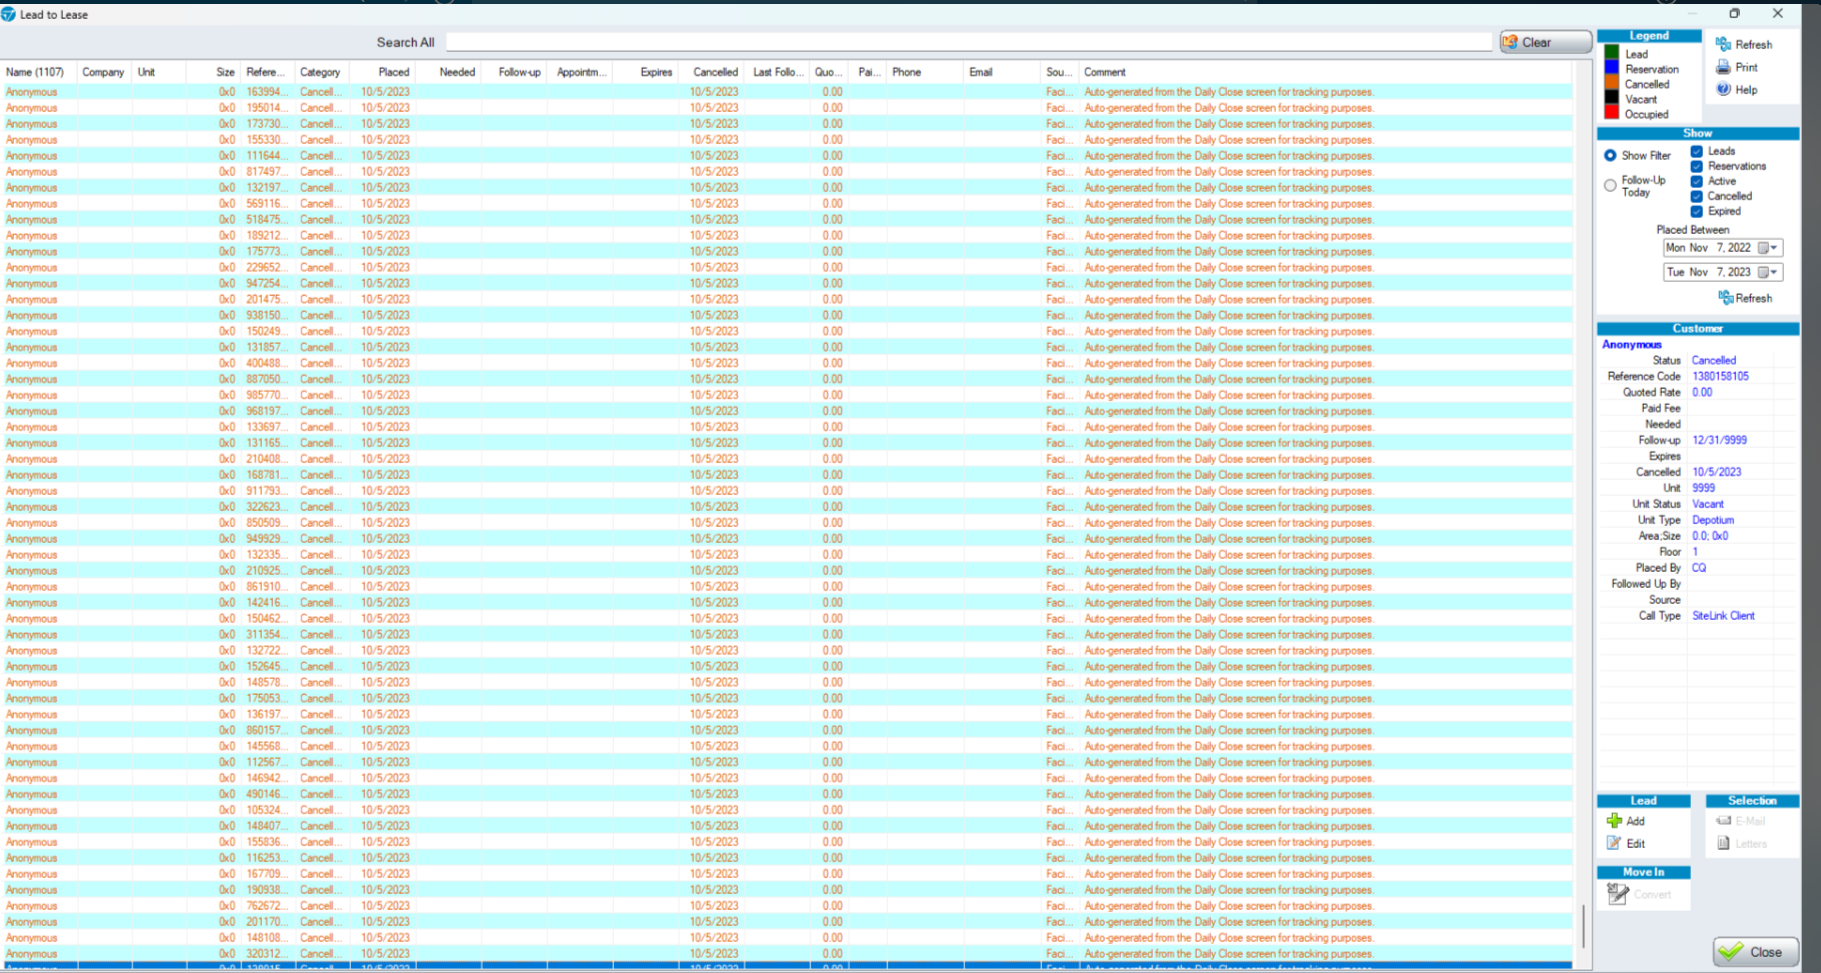 Lead to Lease
Search All
Clear
Name (1107) Company Unit Size Refere... Category Placed Needed Follow-up Appointm... Expires Cancelled Last Follo... Quo... Pai... Phone Email Sou... Comment
Anonymous 0x0 163994... Cancell... 10/5/2023 10/5/2023 0.00 Faci... Auto-generated from the Daily Close screen for tracking purposes.
Anonymous 0x0 195014... Cancell... 10/5/2023 10/5/2023 0.00 Faci... Auto-generated from the Daily Close screen for tracking purposes.
Anonymous 0x0 173730... Cancell... 10/5/2023 10/5/2023 0.00 Faci... Auto-generated from the Daily Close screen for tracking purposes.
Anonymous 0x0 155330... Cancell... 10/5/2023 10/5/2023 0.00 Faci... Auto-generated from the Daily Close screen for tracking purposes.
Anonymous 0x0 111644... Cancell... 10/5/2023 10/5/2023 0.00 Faci... Auto-generated from the Daily Close screen for tracking purposes.
Anonymous 0x0 817497... Cancell... 10/5/2023 10/5/2023 0.00 Faci... Auto-generated from the Daily Close screen for tracking purposes.
Anonymous 0x0 132197... Cancell... 10/5/2023 10/5/2023 0.00 Faci... Auto-generated from the Daily Close screen for tracking purposes.
Anonymous 0x0 569116... Cancell... 10/5/2023 10/5/2023 0.00 Faci... Auto-generated from the Daily Close screen for tracking purposes.
Anonymous 0x0 518475... Cancell... 10/5/2023 10/5/2023 0.00 Faci... Auto-generated from the Daily Close screen for tracking purposes.
Anonymous 0x0 189212... Cancell... 10/5/2023 10/5/2023 0.00 Faci... Auto-generated from the Daily Close screen for tracking purposes.
Anonymous 0x0 175773... Cancell... 10/5/2023 10/5/2023 0.00 Faci... Auto-generated from the Daily Close screen for tracking purposes.
Anonymous 0x0 229652... Cancell... 10/5/2023 10/5/2023 0.00 Faci... Auto-generated from the Daily Close screen for tracking purposes.
Anonymous 0x0 947254... Cancell... 10/5/2023 10/5/2023 0.00 Faci... Auto-generated from the Daily Close screen for tracking purposes.
Anonymous 0x0 201475... Cancell... 10/5/2023 10/5/2023 0.00 Faci... Auto-generated from the Daily Close screen for tracking purposes.
Anonymous 0x0 938150... Cancell... 10/5/2023 10/5/2023 0.00 Faci... Auto-generated from the Daily Close screen for tracking purposes.
Anonymous 0x0 150249... Cancell... 10/5/2023 10/5/2023 0.00 Faci... Auto-generated from the Daily Close screen for tracking purposes.
Anonymous 0x0 131857... Cancell... 10/5/2023 10/5/2023 0.00 Faci... Auto-generated from the Daily Close screen for tracking purposes.
Anonymous 0x0 400488... Cancell... 10/5/2023 10/5/2023 0.00 Faci... Auto-generated from the Daily Close screen for tracking purposes.
Anonymous 0x0 887050... Cancell... 10/5/2023 10/5/2023 0.00 Faci... Auto-generated from the Daily Close screen for tracking purposes.
Anonymous 0x0 985770... Cancell... 10/5/2023 10/5/2023 0.00 Faci... Auto-generated from the Daily Close screen for tracking purposes.
Anonymous 0x0 968197... Cancell... 10/5/2023 10/5/2023 0.00 Faci... Auto-generated from the Daily Close screen for tracking purposes.
Anonymous 0x0 133697... Cancell... 10/5/2023 10/5/2023 0.00 Faci... Auto-generated from the Daily Close screen for tracking purposes.
Anonymous 0x0 131165... Cancell... 10/5/2023 10/5/2023 0.00 Faci... Auto-generated from the Daily Close screen for tracking purposes.
Anonymous 0x0 210408... Cancell... 10/5/2023 10/5/2023 0.00 Faci... Auto-generated from the Daily Close screen for tracking purposes.
Anonymous 0x0 168781... Cancell... 10/5/2023 10/5/2023 0.00 Faci... Auto-generated from the Daily Close screen for tracking purposes.
Anonymous 0x0 911793... Cancell... 10/5/2023 10/5/2023 0.00 Faci... Auto-generated from the Daily Close screen for tracking purposes.
Anonymous 0x0 322623... Cancell... 10/5/2023 10/5/2023 0.00 Faci... Auto-generated from the Daily Close screen for tracking purposes.
Anonymous 0x0 850509... Cancell... 10/5/2023 10/5/2023 0.00 Faci... Auto-generated from the Daily Close screen for tracking purposes.
Anonymous 0x0 949929... Cancell... 10/5/2023 10/5/2023 0.00 Faci... Auto-generated from the Daily Close screen for tracking purposes.
Anonymous 0x0 132335... Cancell... 10/5/2023 10/5/2023 0.00 Faci... Auto-generated from the Daily Close screen for tracking purposes.
Anonymous 0x0 210925... Cancell... 10/5/2023 10/5/2023 0.00 Faci... Auto-generated from the Daily Close screen for tracking purposes.
Anonymous 0x0 861910... Cancell... 10/5/2023 10/5/2023 0.00 Faci... Auto-generated from the Daily Close screen for tracking purposes.
Anonymous 0x0 142416... Cancell... 10/5/2023 10/5/2023 0.00 Faci... Auto-generated from the Daily Close screen for tracking purposes.
Anonymous 0x0 150462... Cancell... 10/5/2023 10/5/2023 0.00 Faci... Auto-generated from the Daily Close screen for tracking purposes.
Anonymous 0x0 311354... Cancell... 10/5/2023 10/5/2023 0.00 Faci... Auto-generated from the Daily Close screen for tracking purposes.
Anonymous 0x0 132722... Cancell... 10/5/2023 10/5/2023 0.00 Faci... Auto-generated from the Daily Close screen for tracking purposes.
Anonymous 0x0 152645... Cancell... 10/5/2023 10/5/2023 0.00 Faci... Auto-generated from the Daily Close screen for tracking purposes.
Anonymous 0x0 148578... Cancell... 10/5/2023 10/5/2023 0.00 Faci... Auto-generated from the Daily Close screen for tracking purposes.
Anonymous 0x0 175053... Cancell... 10/5/2023 10/5/2023 0.00 Faci... Auto-generated from the Daily Close screen for tracking purposes.
Anonymous 0x0 136197... Cancell... 10/5/2023 10/5/2023 0.00 Faci... Auto-generated from the Daily Close screen for tracking purposes.
Anonymous 0x0 860157... Cancell... 10/5/2023 10/5/2023 0.00 Faci... Auto-generated from the Daily Close screen for tracking purposes.
Anonymous 0x0 145568... Cancell... 10/5/2023 10/5/2023 0.00 Faci... Auto-generated from the Daily Close screen for tracking purposes.
Anonymous 0x0 112567... Cancell... 10/5/2023 10/5/2023 0.00 Faci... Auto-generated from the Daily Close screen for tracking purposes.
Anonymous 0x0 146942... Cancell... 10/5/2023 10/5/2023 0.00 Faci... Auto-generated from the Daily Close screen for tracking purposes.
Anonymous 0x0 490146... Cancell... 10/5/2023 10/5/2023 0.00 Faci... Auto-generated from the Daily Close screen for tracking purposes.
Anonymous 0x0 105324... Cancell... 10/5/2023 10/5/2023 0.00 Faci... Auto-generated from the Daily Close screen for tracking purposes.
Anonymous 0x0 148407... Cancell... 10/5/2023 10/5/2023 0.00 Faci... Auto-generated from the Daily Close screen for tracking purposes.
Anonymous 0x0 155836... Cancell... 10/5/2023 10/5/2023 0.00 Faci... Auto-generated from the Daily Close screen for tracking purposes.
Anonymous 0x0 116253... Cancell... 10/5/2023 10/5/2023 0.00 Faci... Auto-generated from the Daily Close screen for tracking purposes.
Anonymous 0x0 167709... Cancell... 10/5/2023 10/5/2023 0.00 Faci... Auto-generated from the Daily Close screen for tracking purposes.
Anonymous 0x0 190938... Cancell... 10/5/2023 10/5/2023 0.00 Faci... Auto-generated from the Daily Close screen for tracking purposes.
Anonymous 0x0 762672... Cancell... 10/5/2023 10/5/2023 0.00 Faci... Auto-generated from the Daily Close screen for tracking purposes.
Anonymous 0x0 201170... Cancell... 10/5/2023 10/5/2023 0.00 Faci... Auto-generated from the Daily Close screen for tracking purposes.
Anonymous 0x0 148108... Cancell... 10/5/2023 10/5/2023 0.00 Faci... Auto-generated from the Daily Close screen for tracking purposes.
Anonymous 0x0 320312... Cancell... 10/5/2023 10/5/2023 0.00 Faci... Auto-generated from the Daily Close screen for tracking purposes.
Legend
Lead
Reservation
Cancelled
Vacant
Occupied
Refresh
Print
Help
Show
Show Filter
Follow-Up
Today
Leads
Reservations
Active
Cancelled
Expired
Placed Between
Mon Nov 7, 2022
Tue Nov 7, 2023
Refresh
Customer
Anonymous
Status Cancelled
Reference Code 1380158105
Quoted Rate 0.00
Paid Fee
Needed
Follow-up 12/31/9999
Expires
Cancelled 10/5/2023
Unit 9999
Unit Status Vacant
Unit Type Depotium
Area;Size 0.0; 0x0
Floor 1
Placed By CQ
Followed Up By
Source
Call Type SiteLink Client
Lead
Add
Edit
Selection
E-Mail
Letters
Move In
Convert
Close